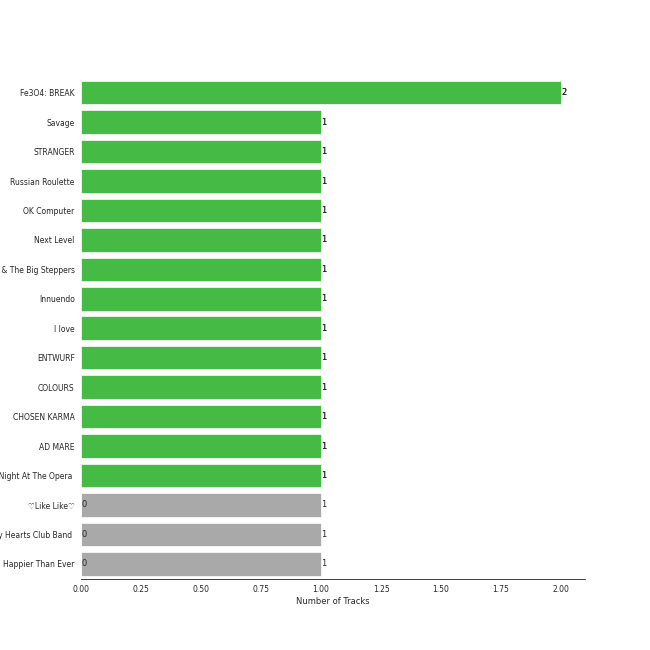 Fe3O4: BREAK 2
Savage 1
STRANGER 1
Russian Roulette 1
OK Computer 1
Next Level 1
& The Big Steppers 1
Innuendo 1
I love 1
ENTWURF 1
COLOURS 1
CHOSEN KARMA 1
AD MARE 1
Night At The Opera 1
♡Like Like♡ 0 1
y Hearts Club Band 0 1
Happier Than Ever 0 1
0.00 0.25 0.50 0.75 1.00 1.25 1.50 1.75 2.00
Number of Tracks